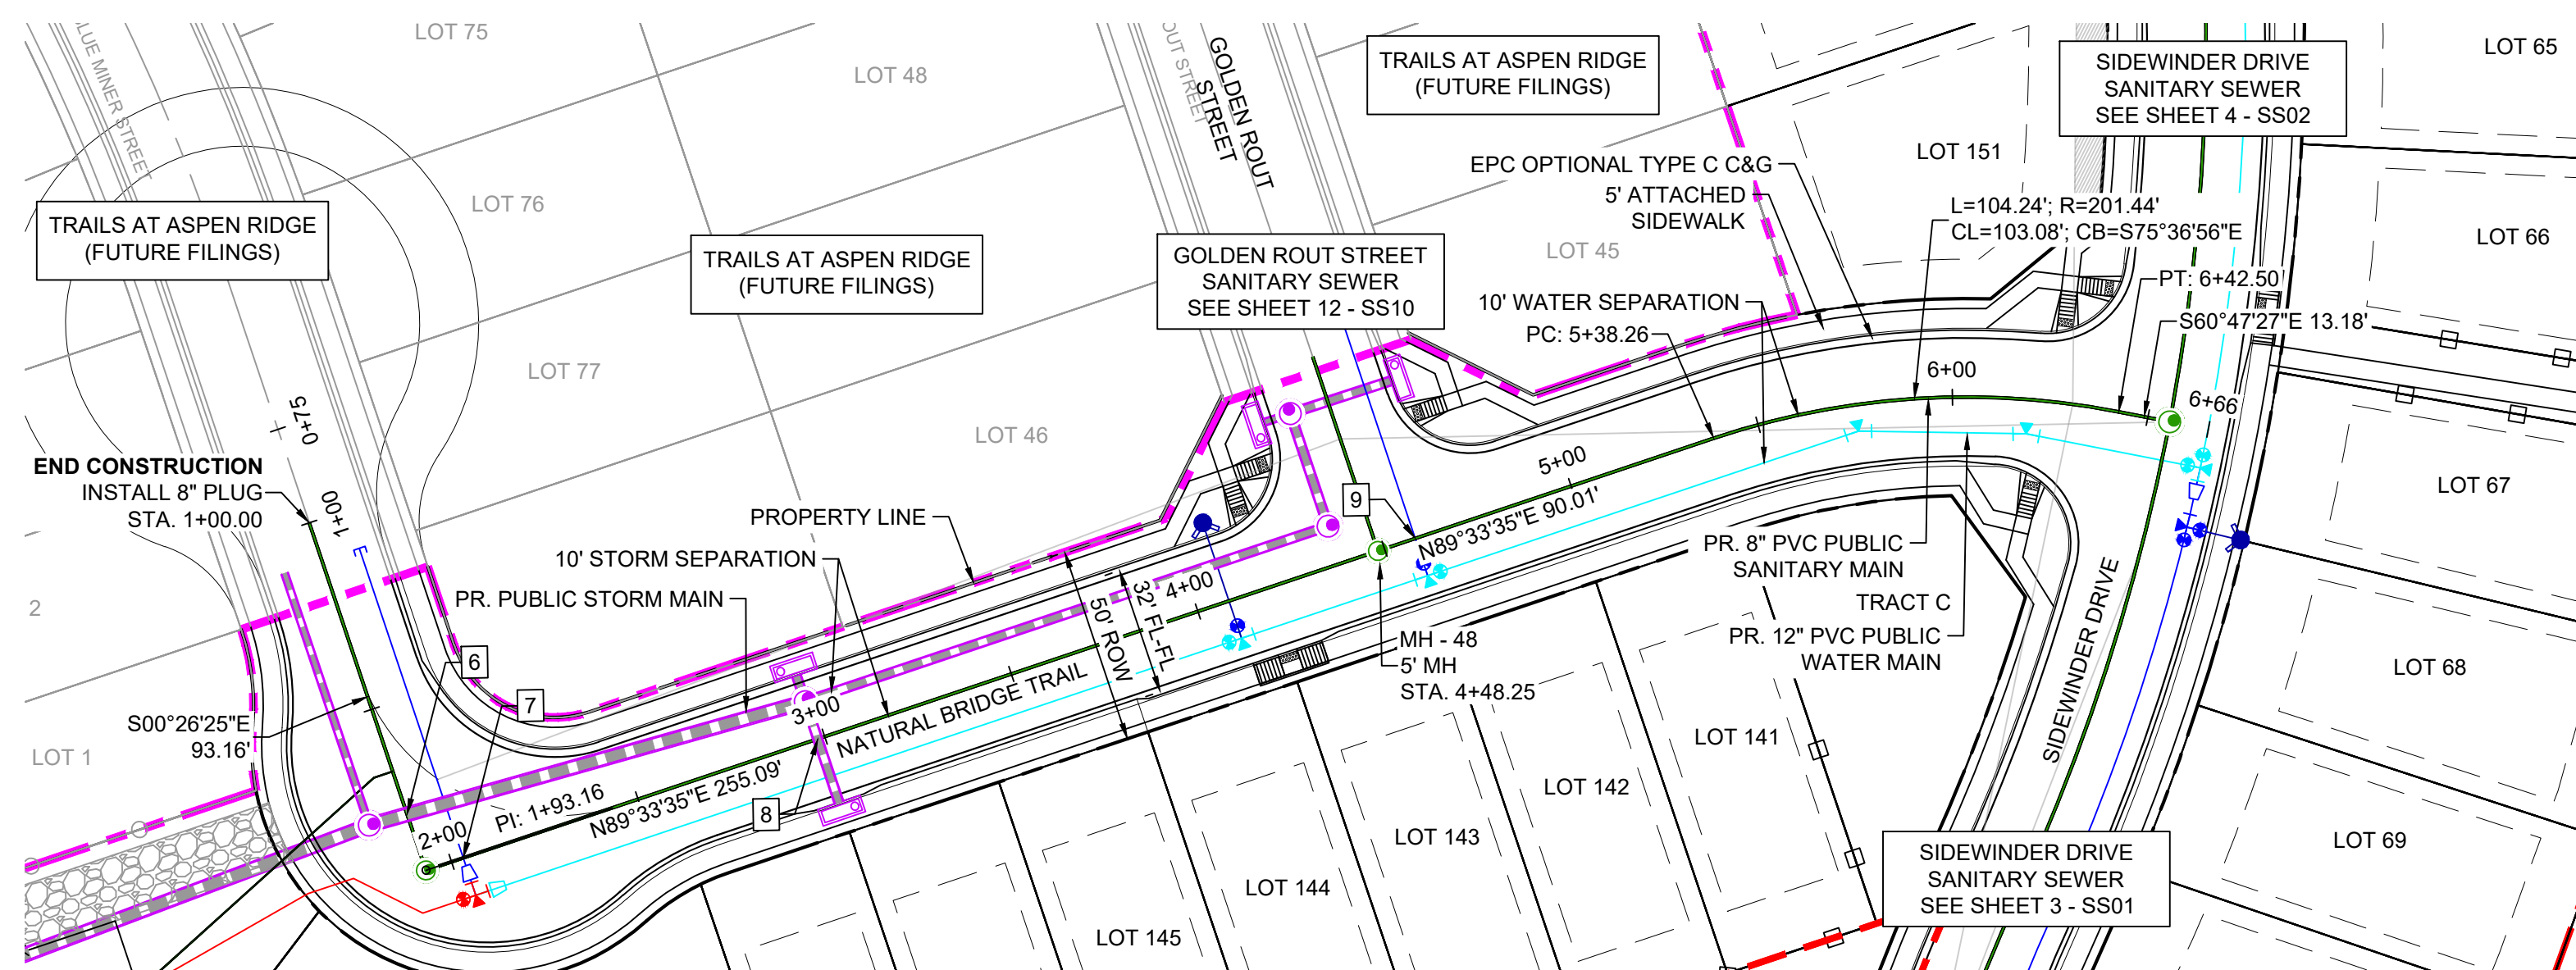 LOT 75
LOT 48
LOT 76
LOT 77
LOT 46
LOT 45
LOT 1
2
BLUE MINER STREET
GOLDEN ROUT
STREET
TRAILS AT ASPEN RIDGE
(FUTURE FILINGS)
TRAILS AT ASPEN RIDGE
(FUTURE FILINGS)
TRAILS AT ASPEN RIDGE
(FUTURE FILINGS)
GOLDEN ROUT STREET
SANITARY SEWER
SEE SHEET 12 - SS10
SIDEWINDER DRIVE
SANITARY SEWER
SEE SHEET 4 - SS02
SIDEWINDER DRIVE
SANITARY SEWER
SEE SHEET 3 - SS01
EPC OPTIONAL TYPE C C&G
5' ATTACHED
SIDEWALK
10' WATER SEPARATION
PC: 5+38.26
L=104.24'; R=201.44'
CL=103.08'; CB=S75°36'56"E
PT: 6+42.50
S60°47'27"E 13.18'
6+00
6+66
5+00
N89°33'35"E 90.01'
9
0+75
1+00
END CONSTRUCTION
INSTALL 8" PLUG
STA. 1+00.00
PROPERTY LINE
10' STORM SEPARATION
PR. PUBLIC STORM MAIN
6
7
8
S00°26'25"E
93.16'
2+00
PI: 1+93.16
N89°33'35"E 255.09'
3+00
NATURAL BRIDGE TRAIL
4+00
32' FL-FL
50' ROW
MH - 48
5' MH
STA. 4+48.25
PR. 8" PVC PUBLIC
SANITARY MAIN
TRACT C
PR. 12" PVC PUBLIC
WATER MAIN
SIDEWINDER DRIVE
LOT 151
LOT 65
LOT 66
LOT 67
LOT 68
LOT 69
LOT 141
LOT 142
LOT 143
LOT 144
LOT 145